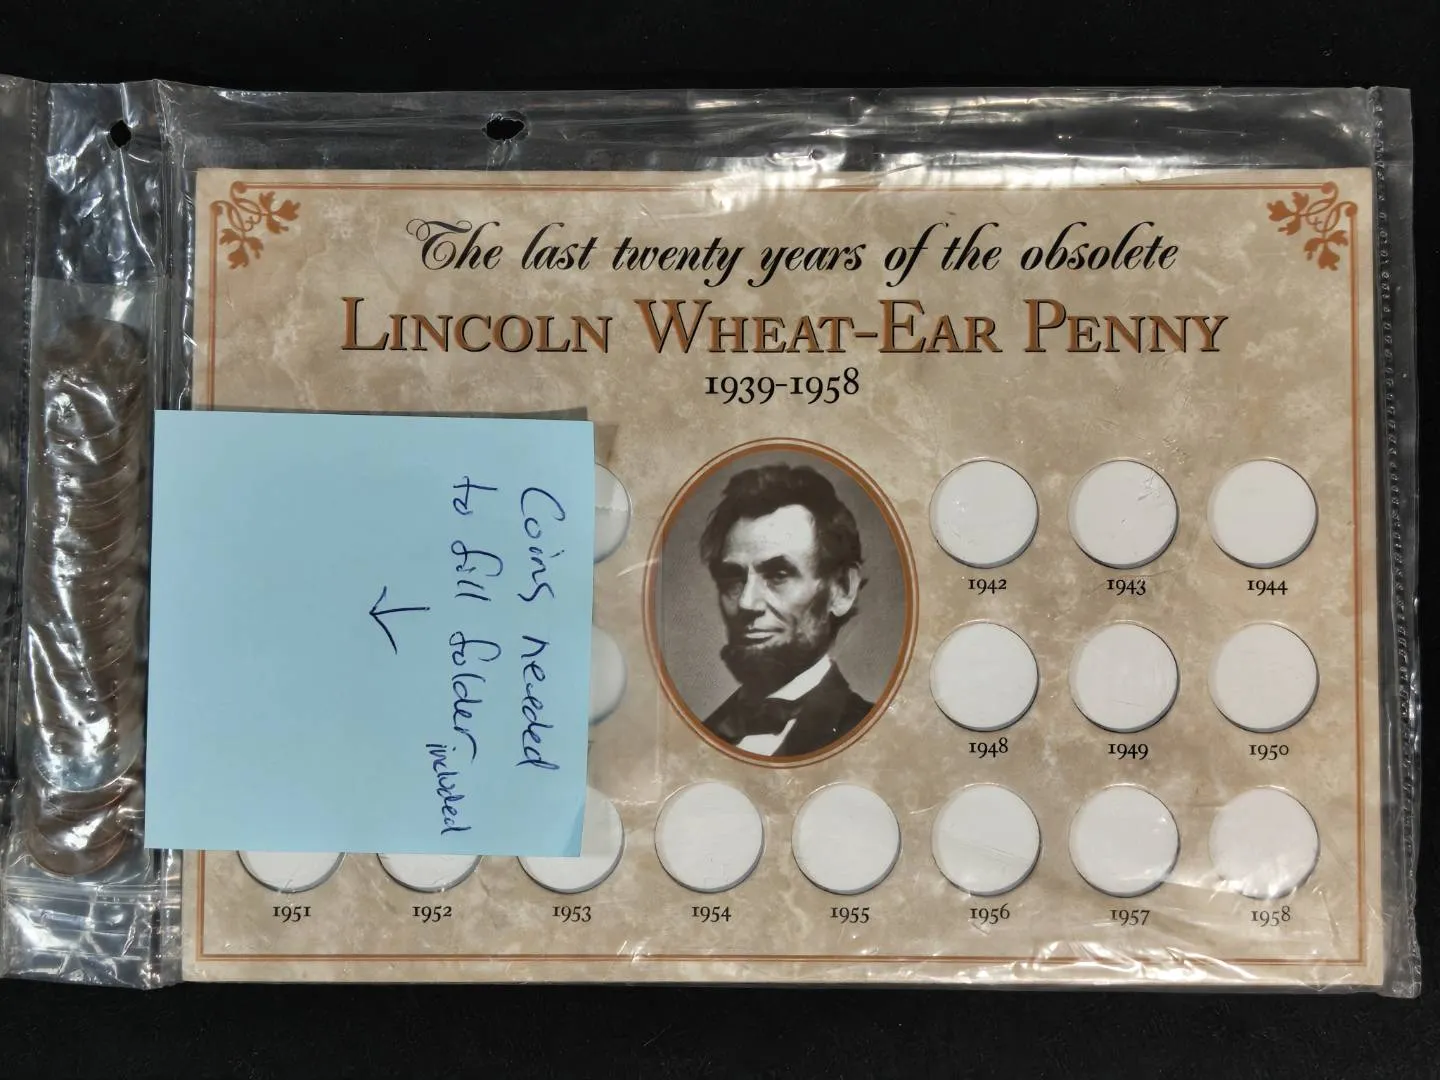 The last twenty years of the obsolete
LINCOLN WHEAT-EAR PENNY
1939-1958
Coins needed
to fill folder
included
1942 1943 1944
1948 1949 1950
1951 1952 1953 1954 1955 1956 1957 1958